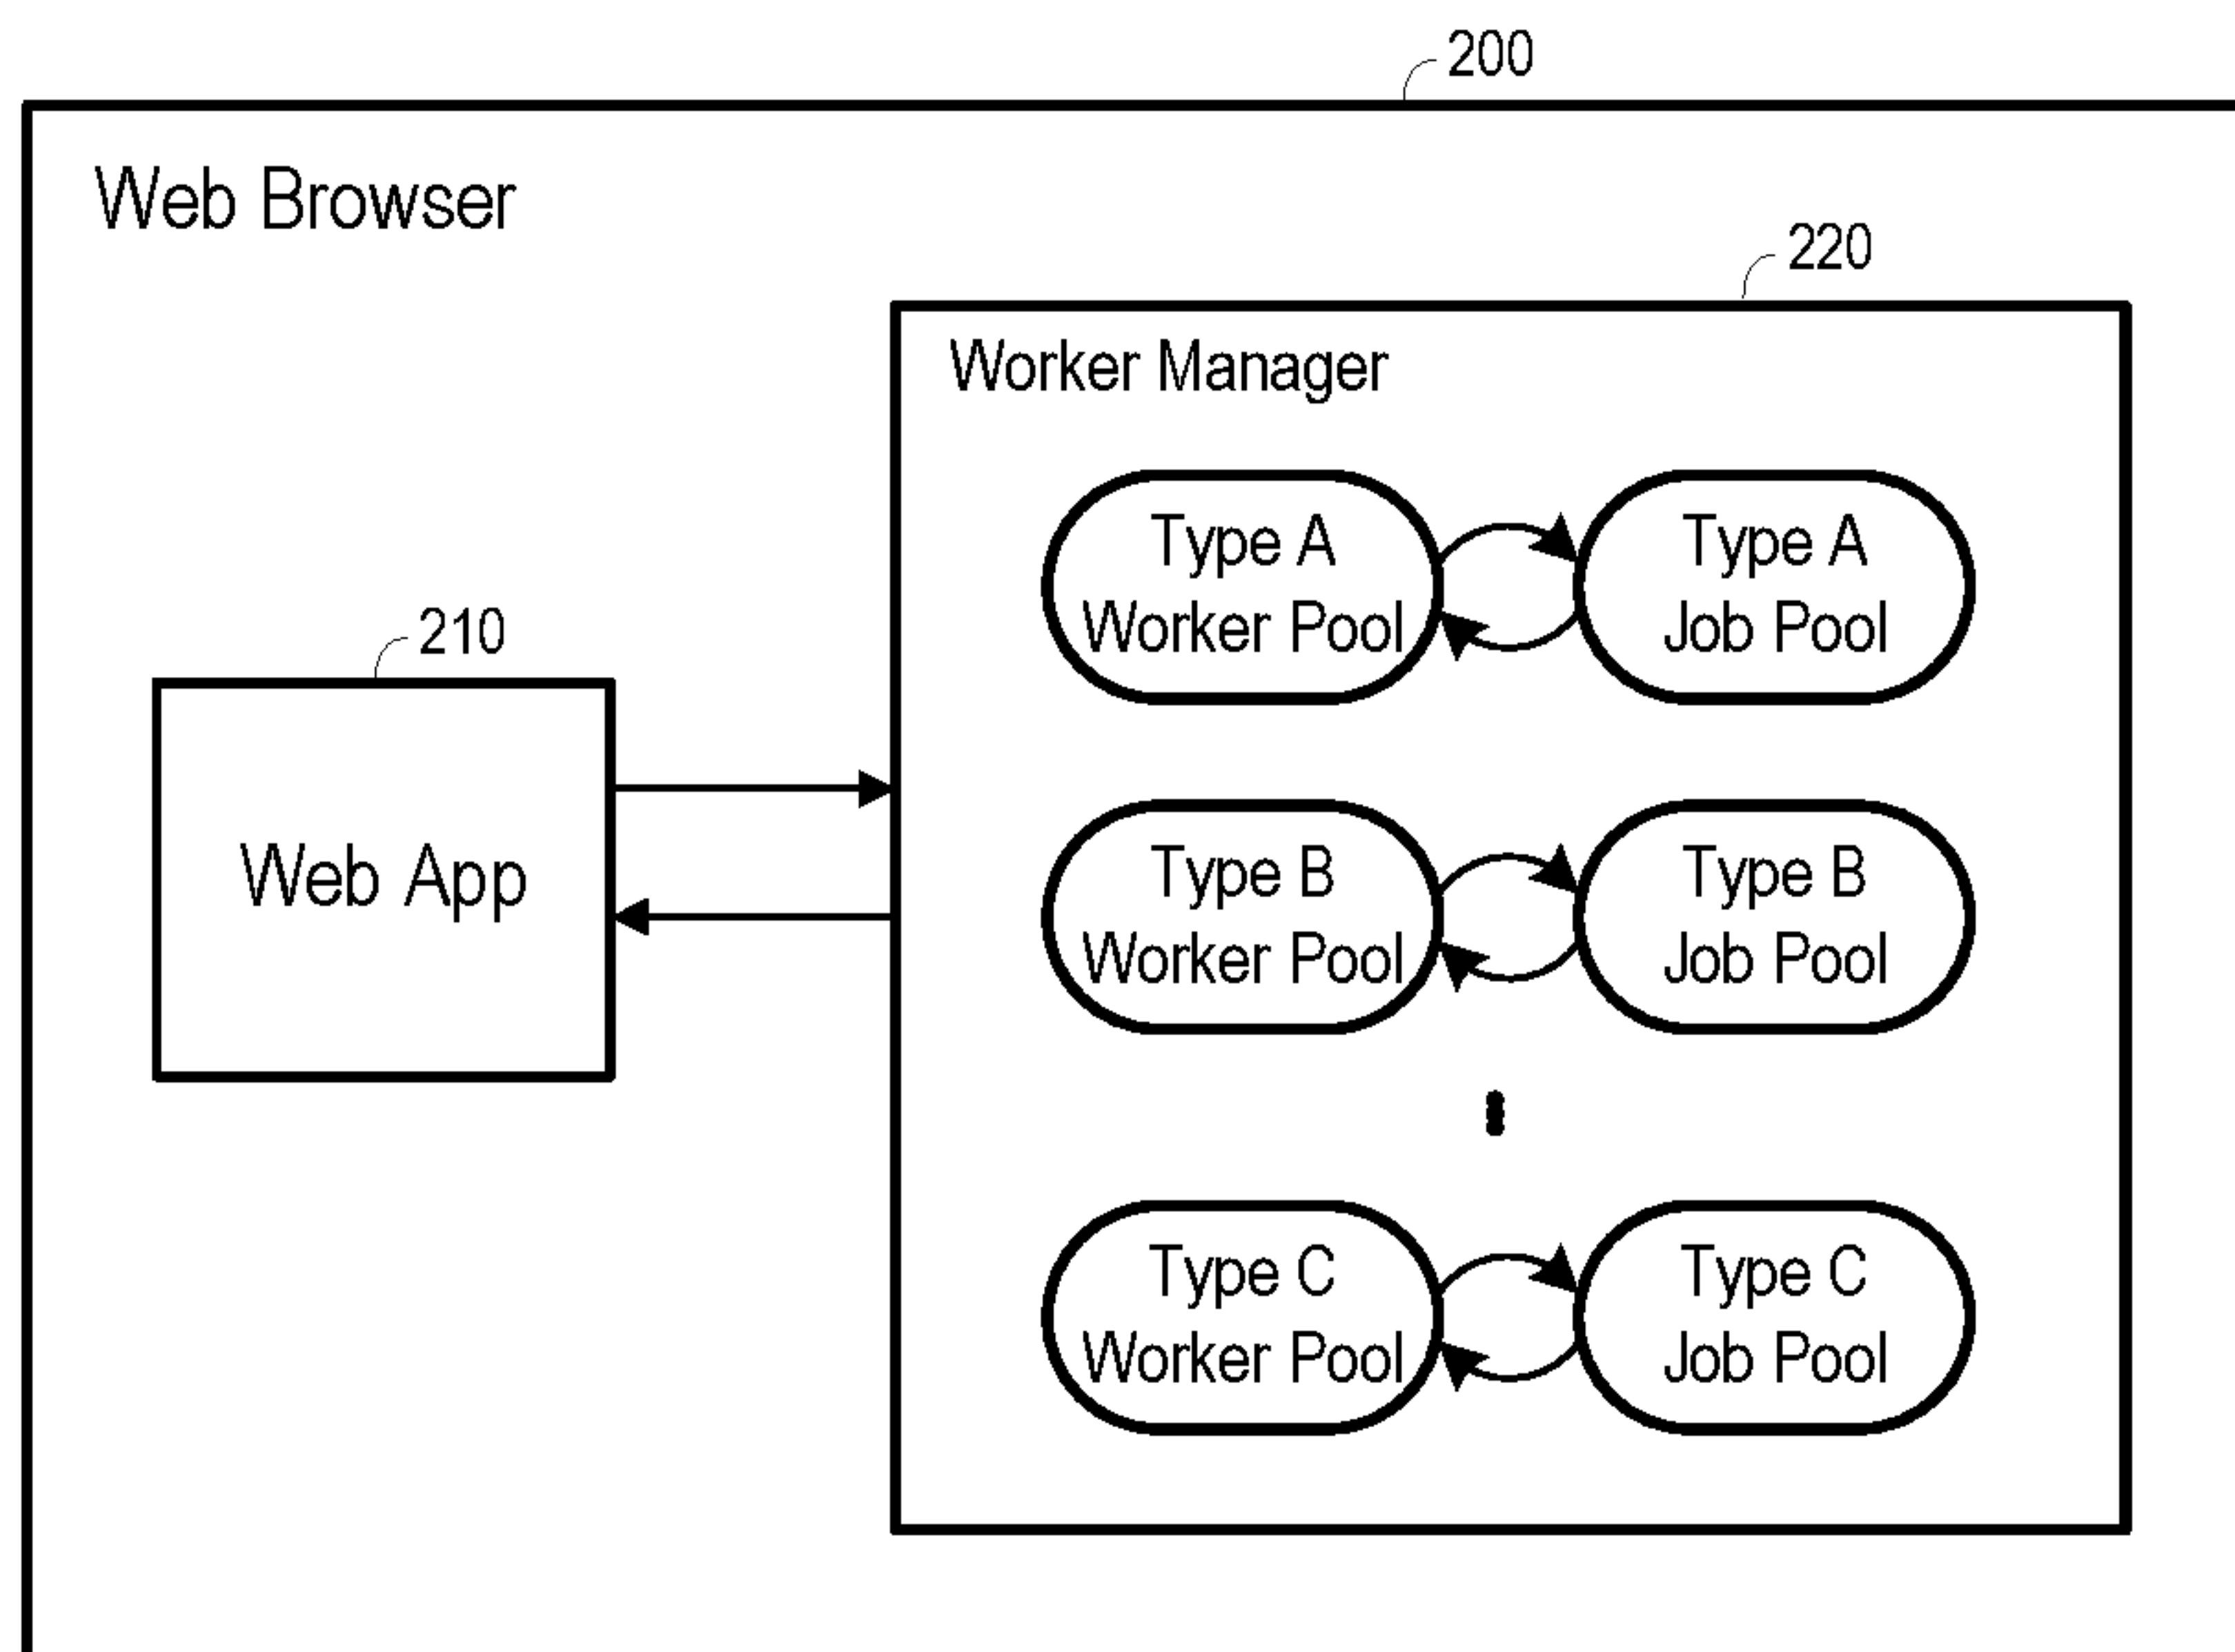 200
Web Browser
220
Worker Manager
Type A
Worker Pool
Type A
Job Pool
210
Web App
Type B
Worker Pool
Type B
Job Pool
Type C
Worker Pool
Type C
Job Pool